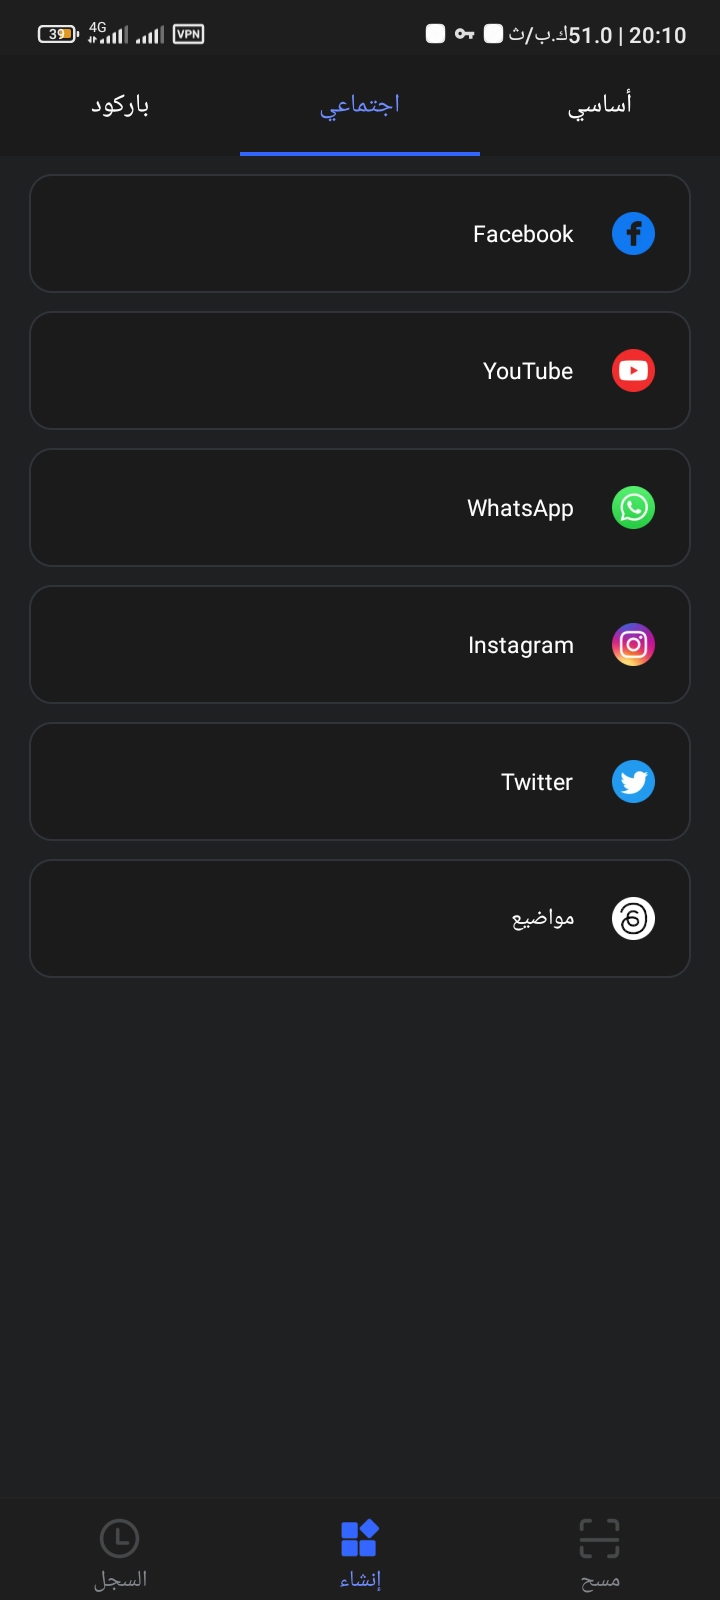 20:10 | 51.0ك.ب/ث
4G
VPN
39
أساسي
اجتماعي
باركود
Facebook
YouTube
WhatsApp
Instagram
Twitter
مواضيع
مسح
إنشاء
السجل